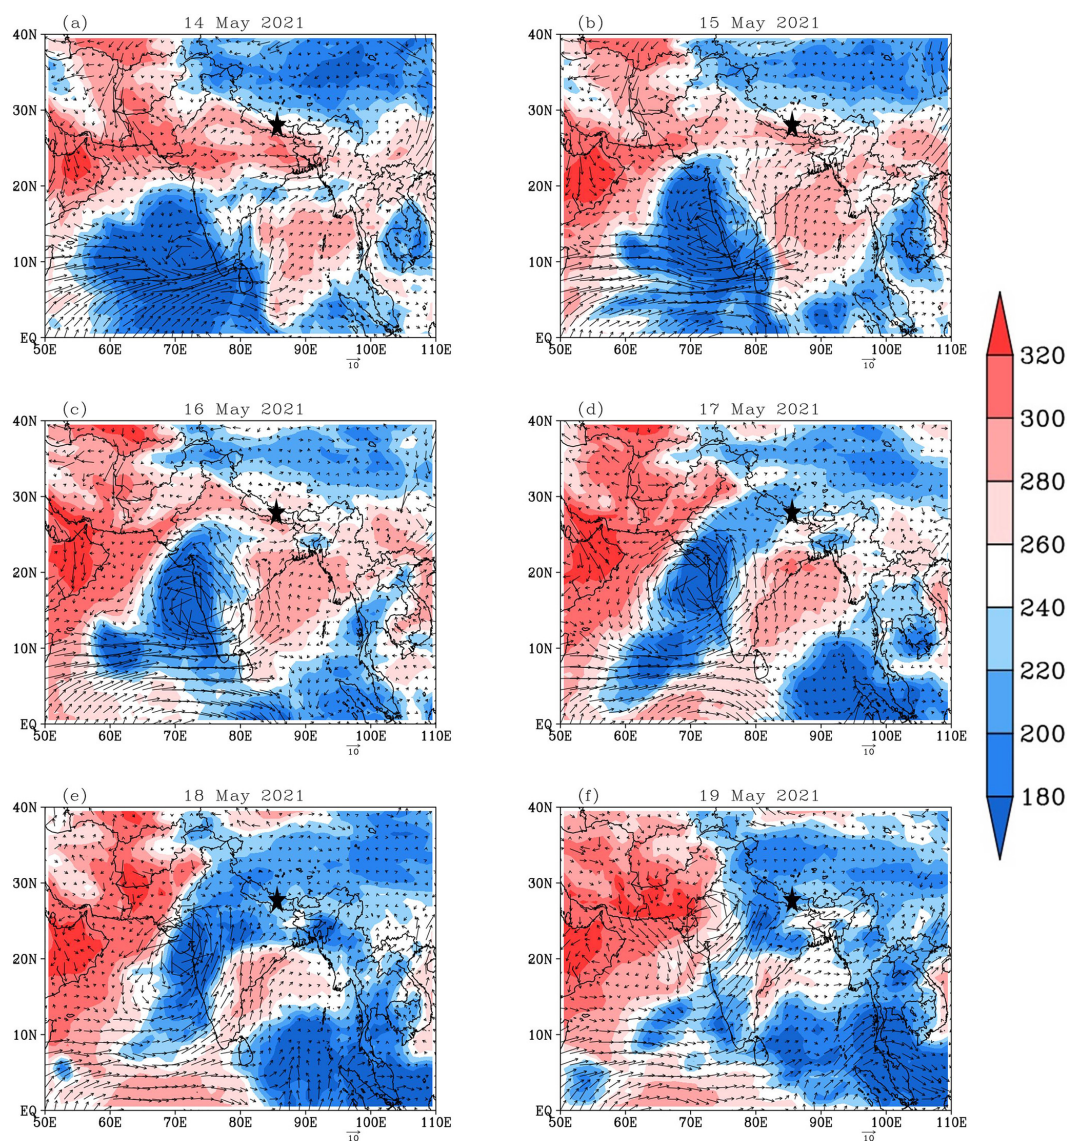 (a) 14 May 2021
(b) 15 May 2021
40N
30N
20N
10N
EQ
50E 60E 70E 80E 90E 100E 110E
10
40N
30N
20N
10N
EQ
50E 60E 70E 80E 90E 100E 110E
10
(c) 16 May 2021
(d) 17 May 2021
40N
30N
20N
10N
EQ
50E 60E 70E 80E 90E 100E 110E
10
40N
30N
20N
10N
EQ
50E 60E 70E 80E 90E 100E 110E
10
(e) 18 May 2021
(f) 19 May 2021
40N
30N
20N
10N
EQ
50E 60E 70E 80E 90E 100E 110E
10
40N
30N
20N
10N
EQ
50E 60E 70E 80E 90E 100E 110E
10
320
300
280
260
240
220
200
180